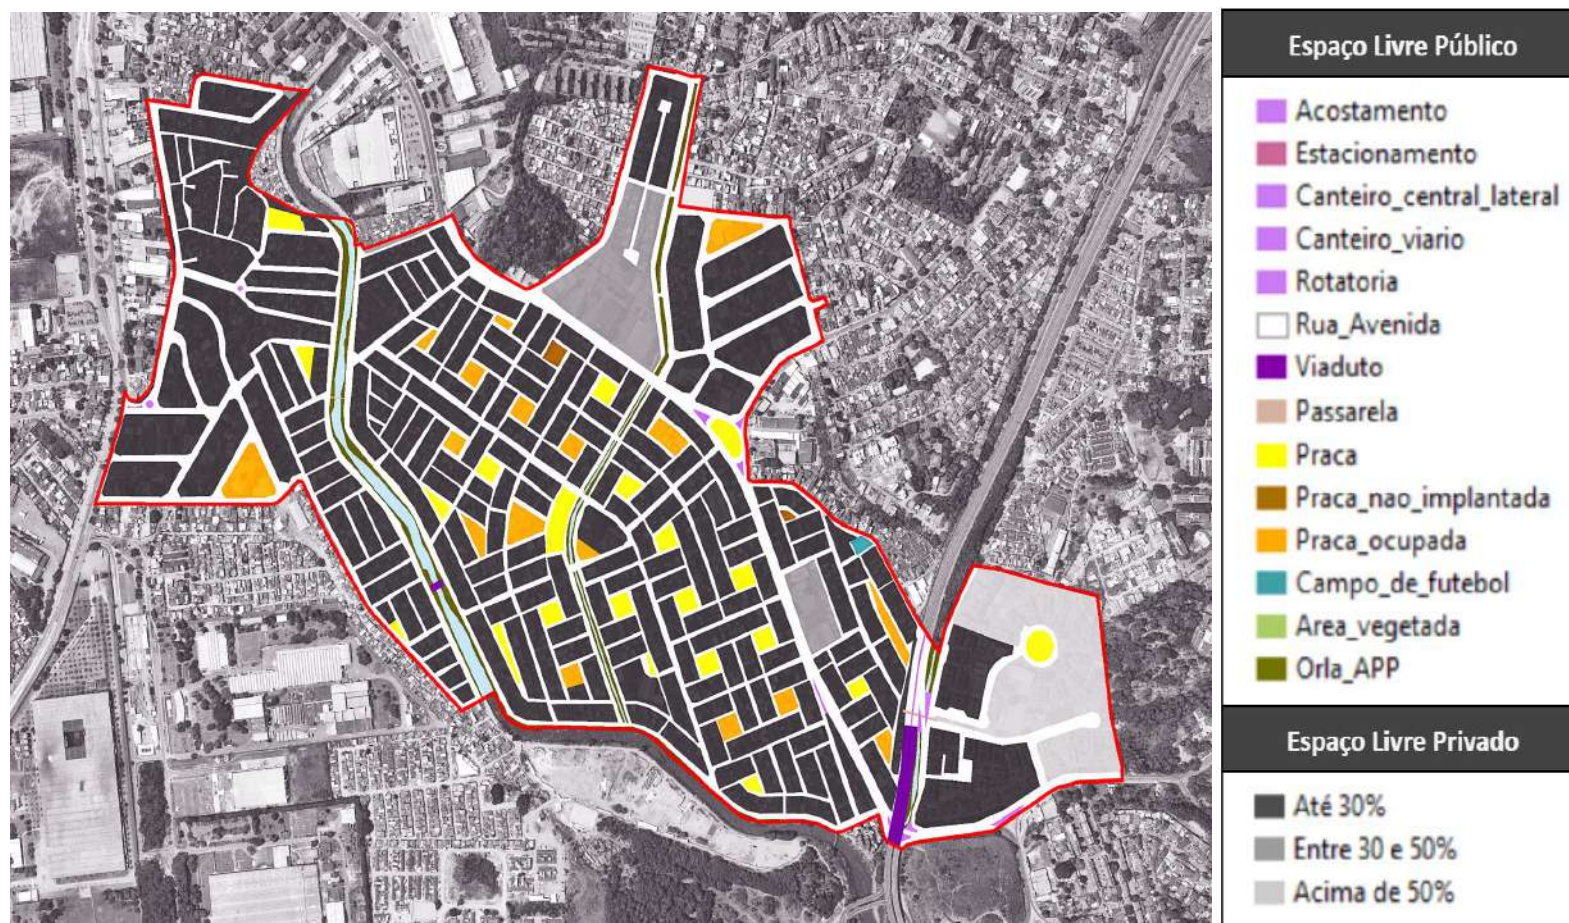 Espaço Livre Público
Acostamento
Estacionamento
Canteiro_central_lateral
Canteiro_viario
Rotatoria
Rua_Avenida
Viaduto
Passarela
Praca
Praca_nao_implantada
Praca_ocupada
Campo_de_futebol
Area_vegetada
Orla_APP
Espaço Livre Privado
Até 30%
Entre 30 e 50%
Acima de 50%